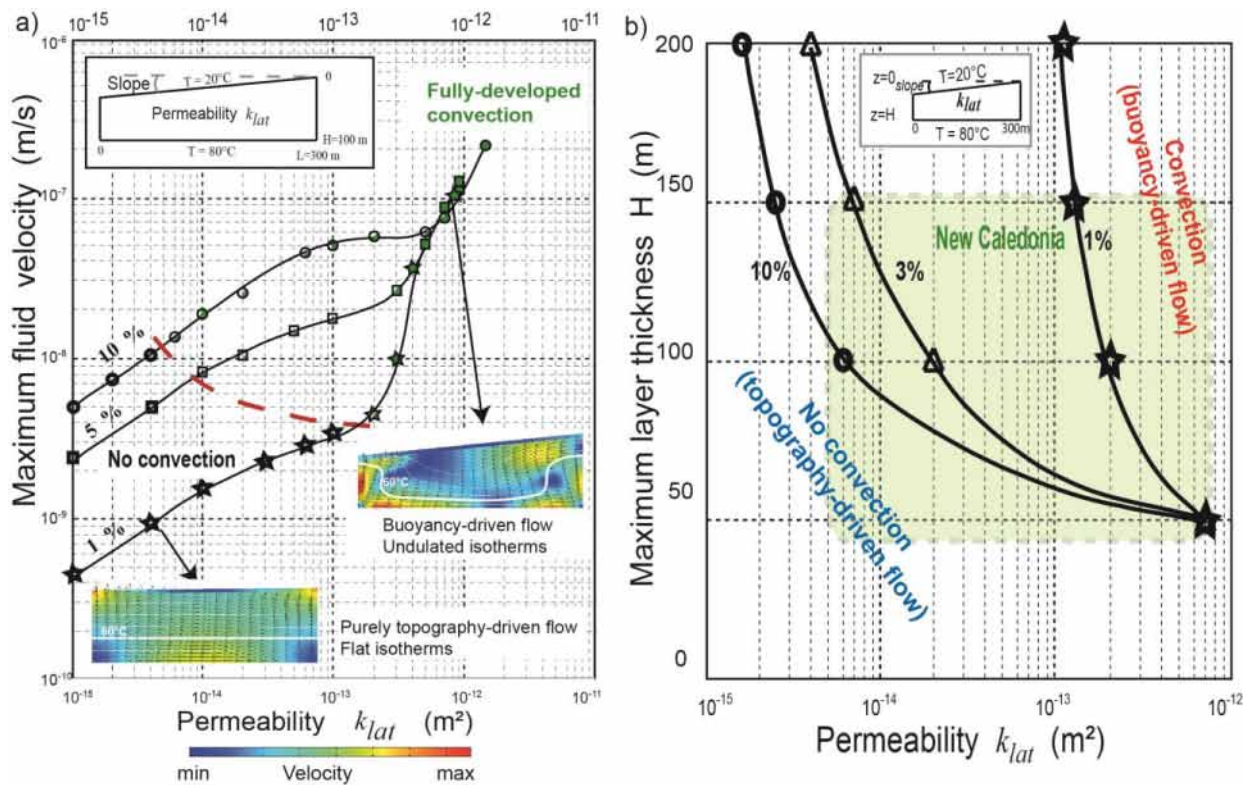 a)
10⁻¹⁵ 10⁻¹⁴ 10⁻¹³ 10⁻¹² 10⁻¹¹
10⁻⁶
Slope
T = 20°C
0
Permeability k_lat
H=100 m
0
T = 80°C
L=300 m
Fully-developed
convection
10⁻⁷
Maximum fluid velocity (m/s)
10 %
10⁻⁸
5 %
No convection
60°C
Buoyancy-driven flow
Undulated isotherms
10⁻⁹
1 %
Purely topography-driven flow
Flat isotherms
10⁻¹⁰
10⁻¹⁵ 10⁻¹⁴ 10⁻¹³ 10⁻¹² 10⁻¹¹
Permeability k_lat (m²)
min Velocity max
b)
200
z=0
slope
T=20°C
k_lat
z=H
0
300m
T = 80°C
Convection
(buoyancy-driven flow)
150
New Caledonia
10%
3%
1%
Maximum layer thickness H (m)
100
No convection
(topography-driven flow)
50
0
10⁻¹⁵ 10⁻¹⁴ 10⁻¹³ 10⁻¹²
Permeability k_lat (m²)